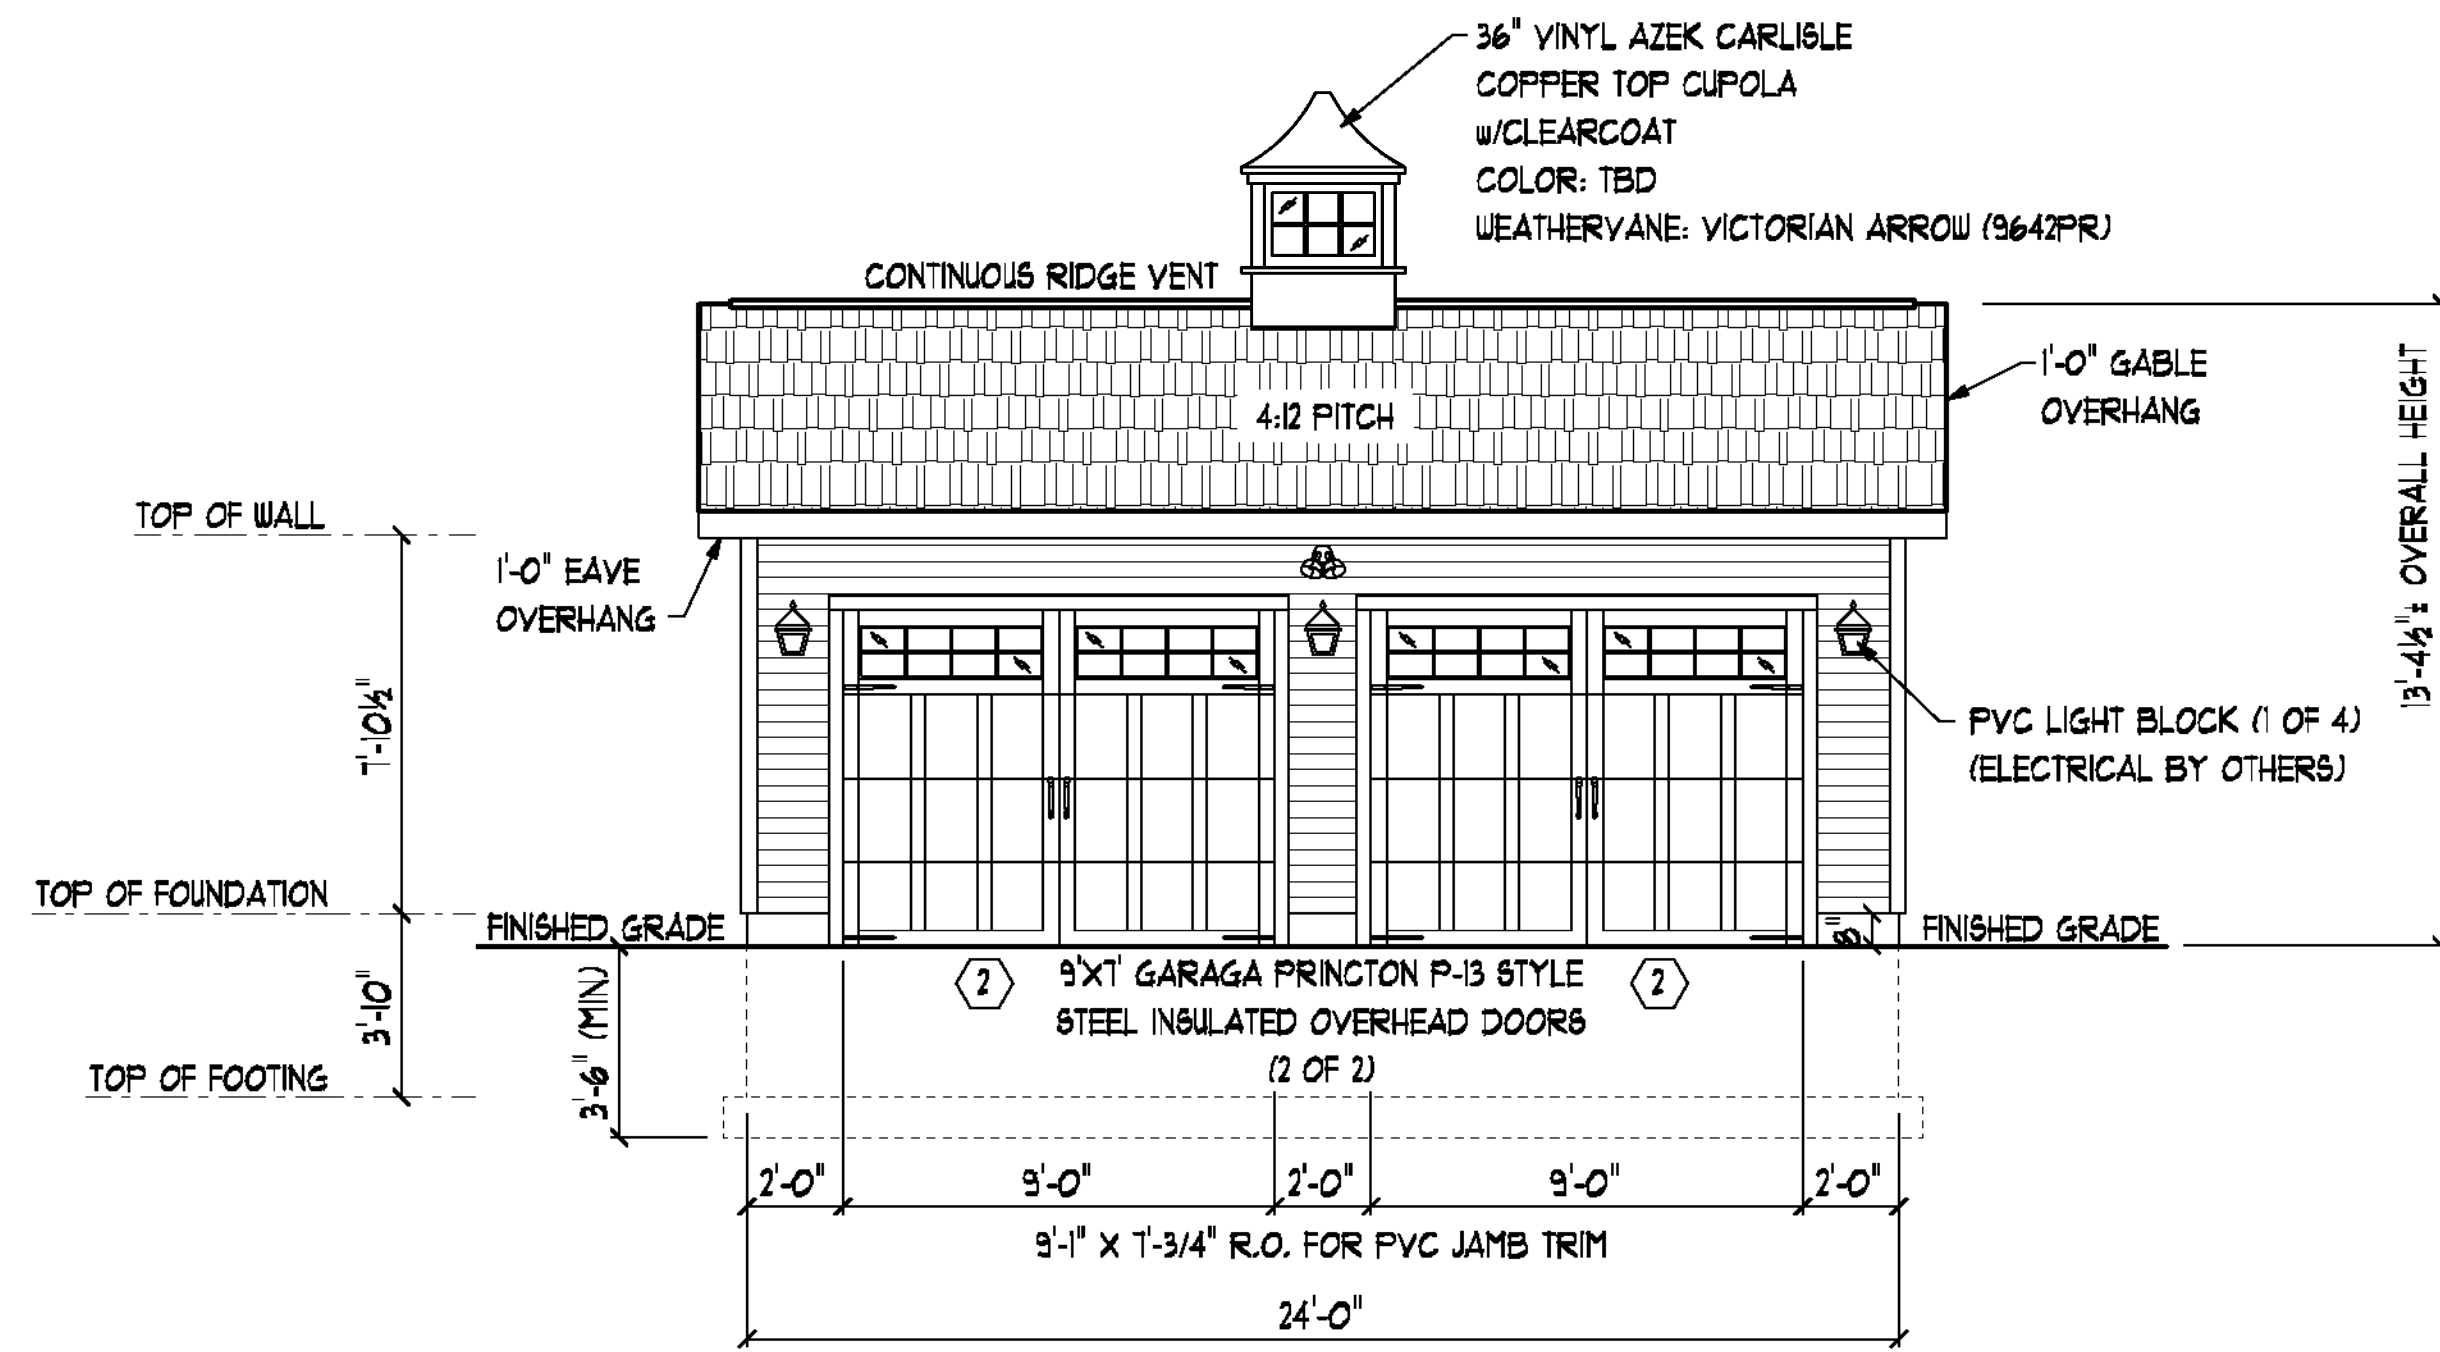 36" VINYL AZEK CARLISLE
COPPER TOP CUPOLA
w/CLEARCOAT
COLOR: TBD
WEATHERVANE: VICTORIAN ARROW (9642PR)
CONTINUOUS RIDGE VENT
1'-0" GABLE
OVERHANG
4:12 PITCH
13'-4½"± OVERALL HEIGHT
TOP OF WALL
1'-0" EAVE
OVERHANG
7'-10½"
PVC LIGHT BLOCK (1 OF 4)
(ELECTRICAL BY OTHERS)
TOP OF FOUNDATION
FINISHED GRADE
8"
FINISHED GRADE
2
9'X7' GARAGA PRINCTON P-13 STYLE
STEEL INSULATED OVERHEAD DOORS
(2 OF 2)
2
3'-10"
3'-6" (MIN)
TOP OF FOOTING
2'-0"
9'-0"
2'-0"
9'-0"
2'-0"
9'-1" X 7'-3/4" R.O. FOR PVC JAMB TRIM
24'-0"